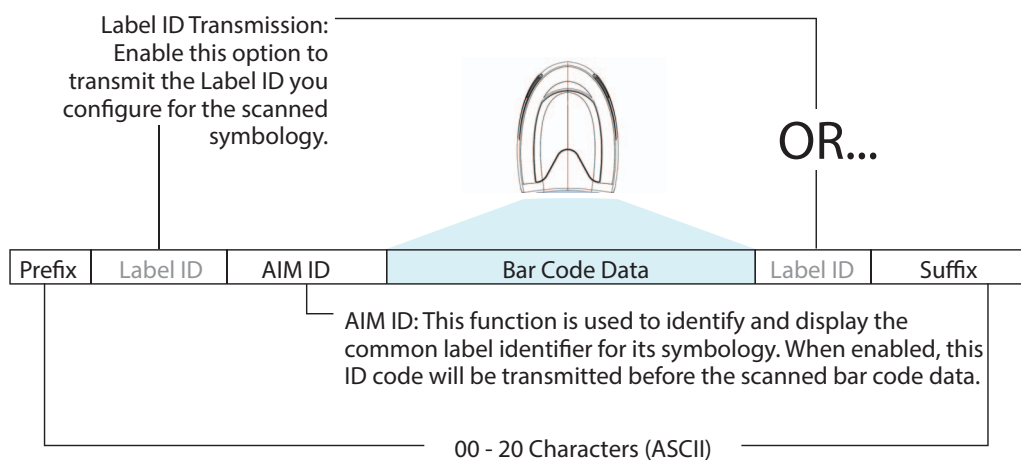 Label ID Transmission:
Enable this option to
transmit the Label ID you
configure for the scanned
symbology.
OR...
Prefix Label ID AIM ID Bar Code Data Label ID Suffix
AIM ID: This function is used to identify and display the
common label identifier for its symbology. When enabled, this
ID code will be transmitted before the scanned bar code data.
00 - 20 Characters (ASCII)